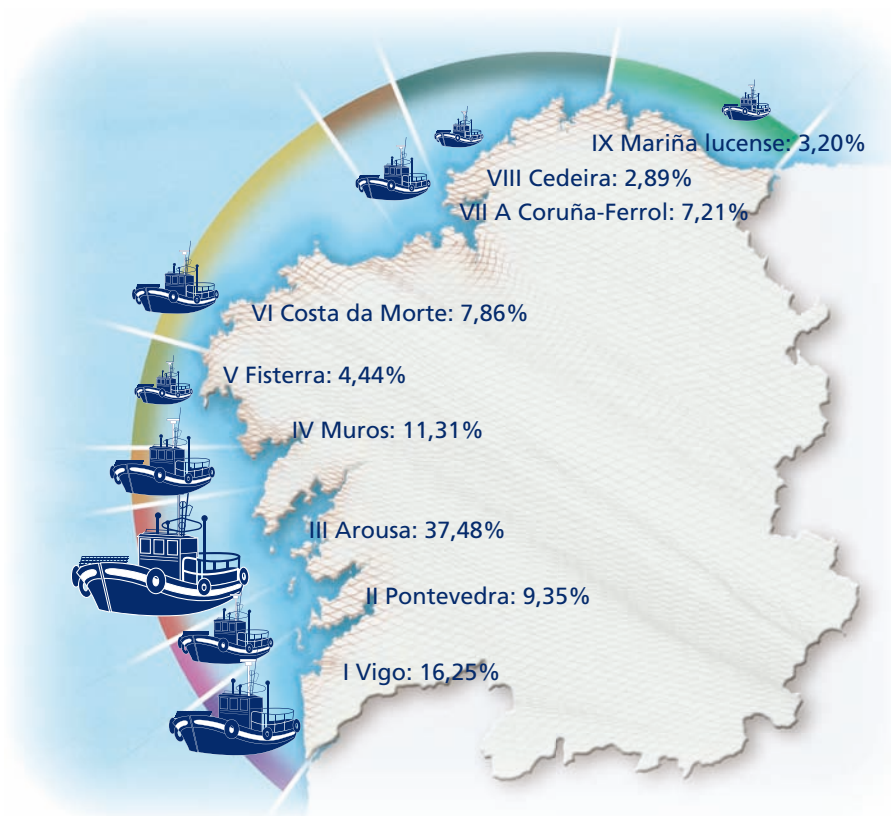 IX Mariña lucense: 3,20%
VIII Cedeira: 2,89%
VII A Coruña-Ferrol: 7,21%
VI Costa da Morte: 7,86%
V Fisterra: 4,44%
IV Muros: 11,31%
III Arousa: 37,48%
II Pontevedra: 9,35%
I Vigo: 16,25%